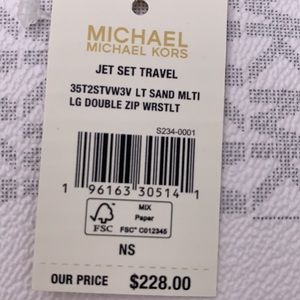 MICHAEL
MICHAEL KORS
JET SET TRAVEL
35T2STVW3V LT SAND MLTI
LG DOUBLE ZIP WRSTLT
S234-0001
1 96163 30514 1
FSC
MIX
Paper
FSC® C012345
NS
OUR PRICE $228.00